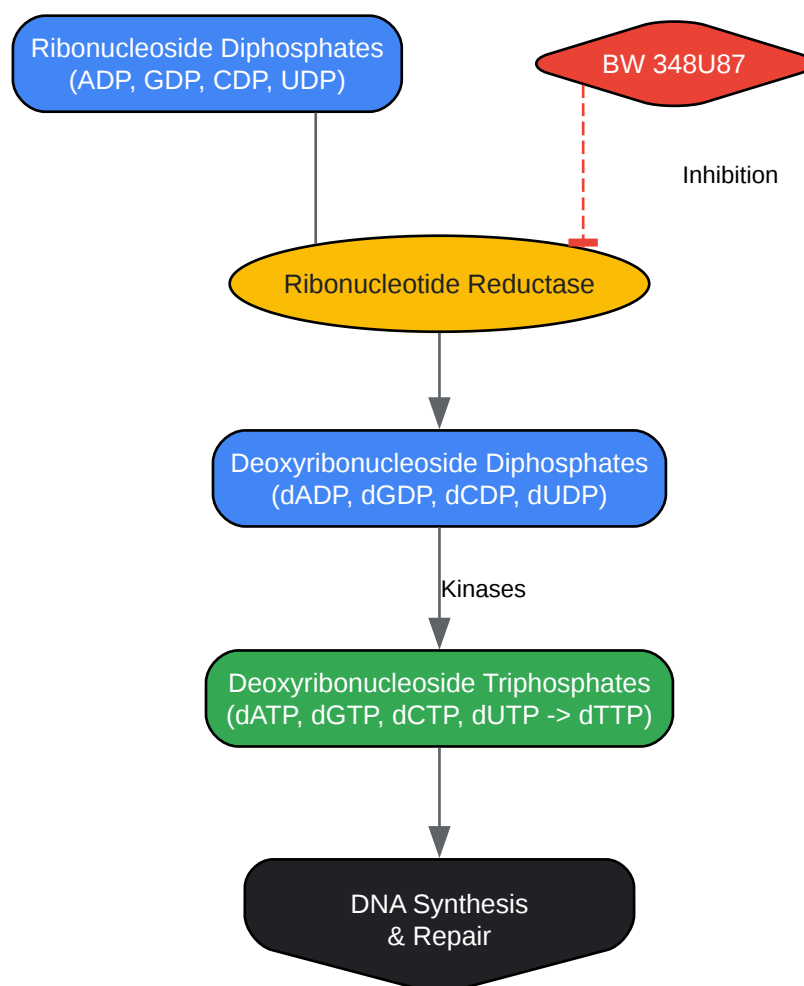 Ribonucleoside Diphosphates
(ADP, GDP, CDP, UDP)
BW 348U87
Inhibition
Ribonucleotide Reductase
Deoxyribonucleoside Diphosphates
(dADP, dGDP, dCDP, dUDP)
Kinases
Deoxyribonucleoside Triphosphates
(dATP, dGTP, dCTP, dUTP -> dTTP)
DNA Synthesis
& Repair